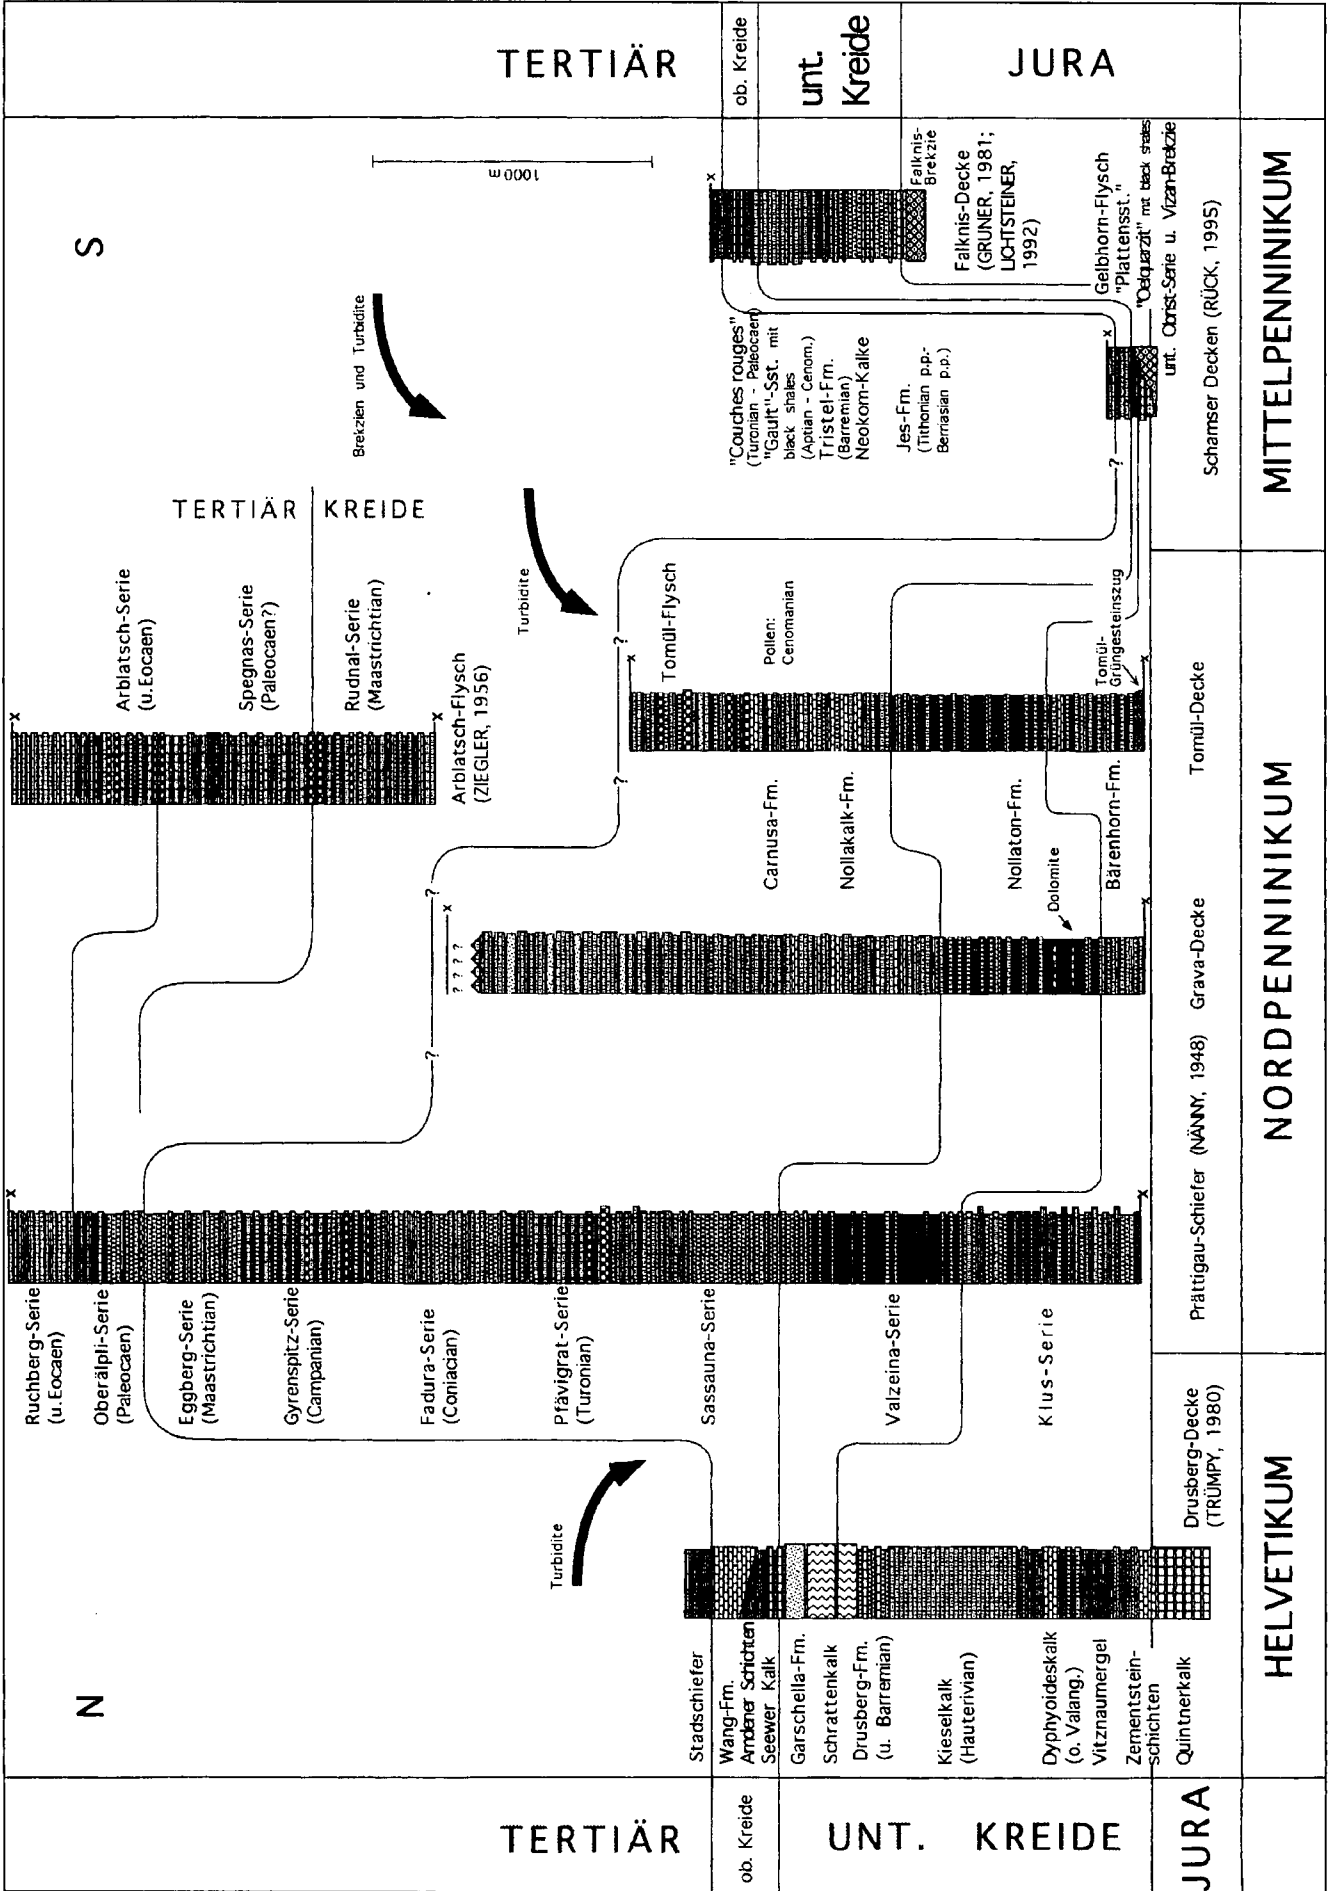 TERTIÄR
ob. Kreide
unt.
Kreide
JURA
S
1000 m
Brekzien und Turbidite
Falknis-
Brekzie
Falknis-Decke
(GRUNER, 1981;
LICHTSTEINER,
1992)
Gelbhorn-Flysch
"Plattensst."
"Oelquarzit" mit black shales
unt. Obrist-Serie u. Vizan-Brekzie
Schamser Decken (RÜCK, 1995)
MITTELPENNINIKUM
x
"Couches rouges"
(Turonian - Paleocaen)
"Gault"-Sst. mit
black shales
(Aptian - Cenom.)
Tristel-Fm.
(Barremian)
Neokom-Kalke
Jes-Fm.
(Tithonian p.p.-
Berriasian p.p.)
x
?
TERTIÄR
KREIDE
Turbidite
Arblatsch-Serie
(u.Eocaen)
Spegnas-Serie
(Paleocaen?)
Rudnal-Serie
(Maastrichtian)
x
x
Arblatsch-Flysch
(ZIEGLER, 1956)
?
?
Tomül-Flysch
Pollen:
Cenomanian
Tomül-
Grüngesteinszug
x
x
Tomül-Decke
Carnusa-Fm.
Nollakalk-Fm.
Nollaton-Fm.
Bärenhorn-Fm.
Dolomite
?
x
? ? ? ?
x
?
Grava-Decke
NORDPENNINIKUM
Prättigau-Schiefer (NÄNNY, 1948)
x
x
Ruchberg-Serie
(u.Eocaen)
Oberälpli-Serie
(Paleocaen)
Eggberg-Serie
(Maastrichtian)
Gyrenspitz-Serie
(Campanian)
Fadura-Serie
(Coniacian)
Pfävigrat-Serie
(Turonian)
Sassauna-Serie
Valzeina-Serie
Klus-Serie
Turbidite
Drusberg-Decke
(TRÜMPY, 1980)
HELVETIKUM
N
Stadschiefer
Wang-Fm.
Amdener Schichten
Seewer Kalk
Garschella-Fm.
Schrattenkalk
Drusberg-Fm.
(u. Barremian)
Kieselkalk
(Hauterivian)
Dyphyoideskalk
(o. Valang.)
Vitznaumergel
Zementstein-
schichten
Quintnerkalk
TERTIÄR
ob. Kreide
UNT. KREIDE
JURA